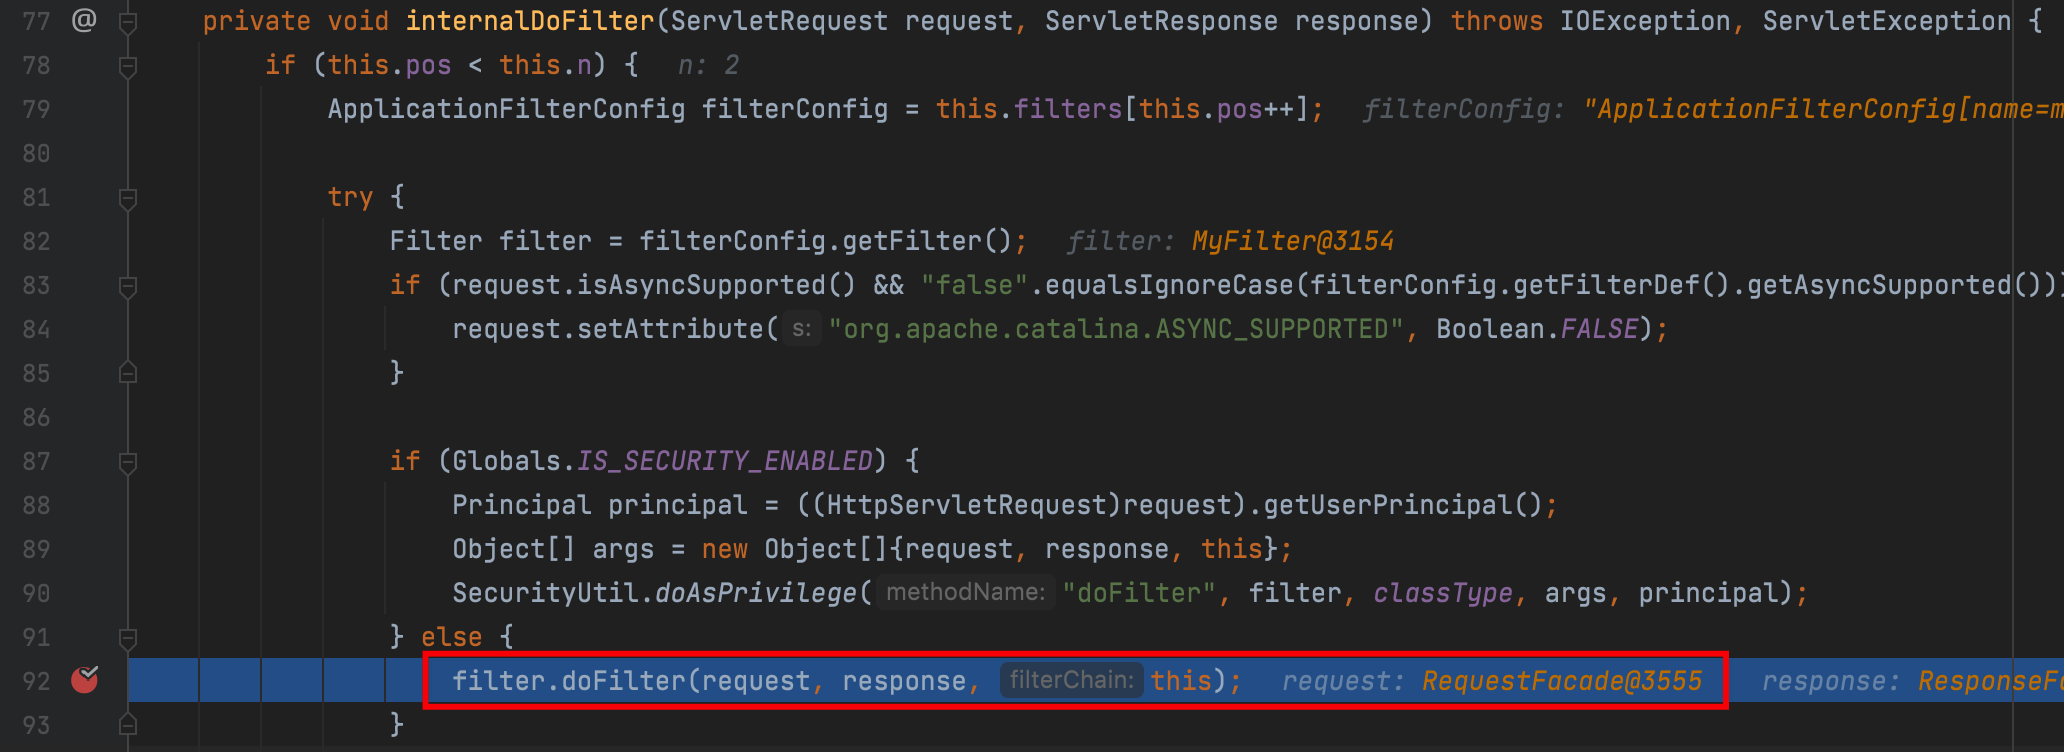 77 @ private void internalDoFilter(ServletRequest request, ServletResponse response) throws IOException, ServletException {
78 if (this.pos < this.n) { n: 2
79 ApplicationFilterConfig filterConfig = this.filters[this.pos++]; filterConfig: "ApplicationFilterConfig[name=m
80
81 try {
82 Filter filter = filterConfig.getFilter(); filter: MyFilter@3154
83 if (request.isAsyncSupported() && "false".equalsIgnoreCase(filterConfig.getFilterDef().getAsyncSupported()))
84 request.setAttribute( s: "org.apache.catalina.ASYNC_SUPPORTED", Boolean.FALSE);
85 }
86
87 if (Globals.IS_SECURITY_ENABLED) {
88 Principal principal = ((HttpServletRequest)request).getUserPrincipal();
89 Object[] args = new Object[]{request, response, this};
90 SecurityUtil.doAsPrivilege( methodName: "doFilter", filter, classType, args, principal);
91 } else {
92 filter.doFilter(request, response, filterChain: this); request: RequestFacade@3555 response: ResponseFa
93 }